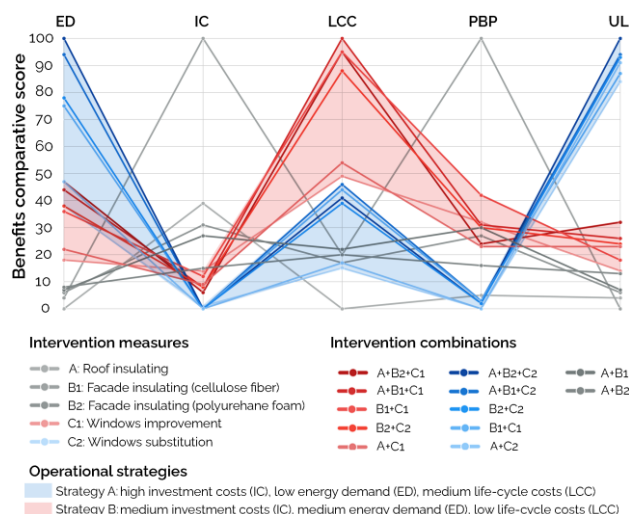 ED IC LCC PBP UL
Benefits comparative score
100
90
80
70
60
50
40
30
20
10
0
Intervention measures
A: Roof insulating
B1: Facade insulating (cellulose fiber)
B2: Facade insulating (polyurehane foam)
C1: Windows improvement
C2: Windows substitution
Intervention combinations
A+B2+C1 A+B2+C2 A+B1
A+B1+C1 A+B1+C2 A+B2
B1+C1 B2+C2
B2+C2 B1+C1
A+C1 A+C2
Operational strategies
Strategy A: high investment costs (IC), low energy demand (ED), medium life-cycle costs (LCC)
Strategy B: medium investment costs (IC), medium energy demand (ED), low life-cycle costs (LCC)